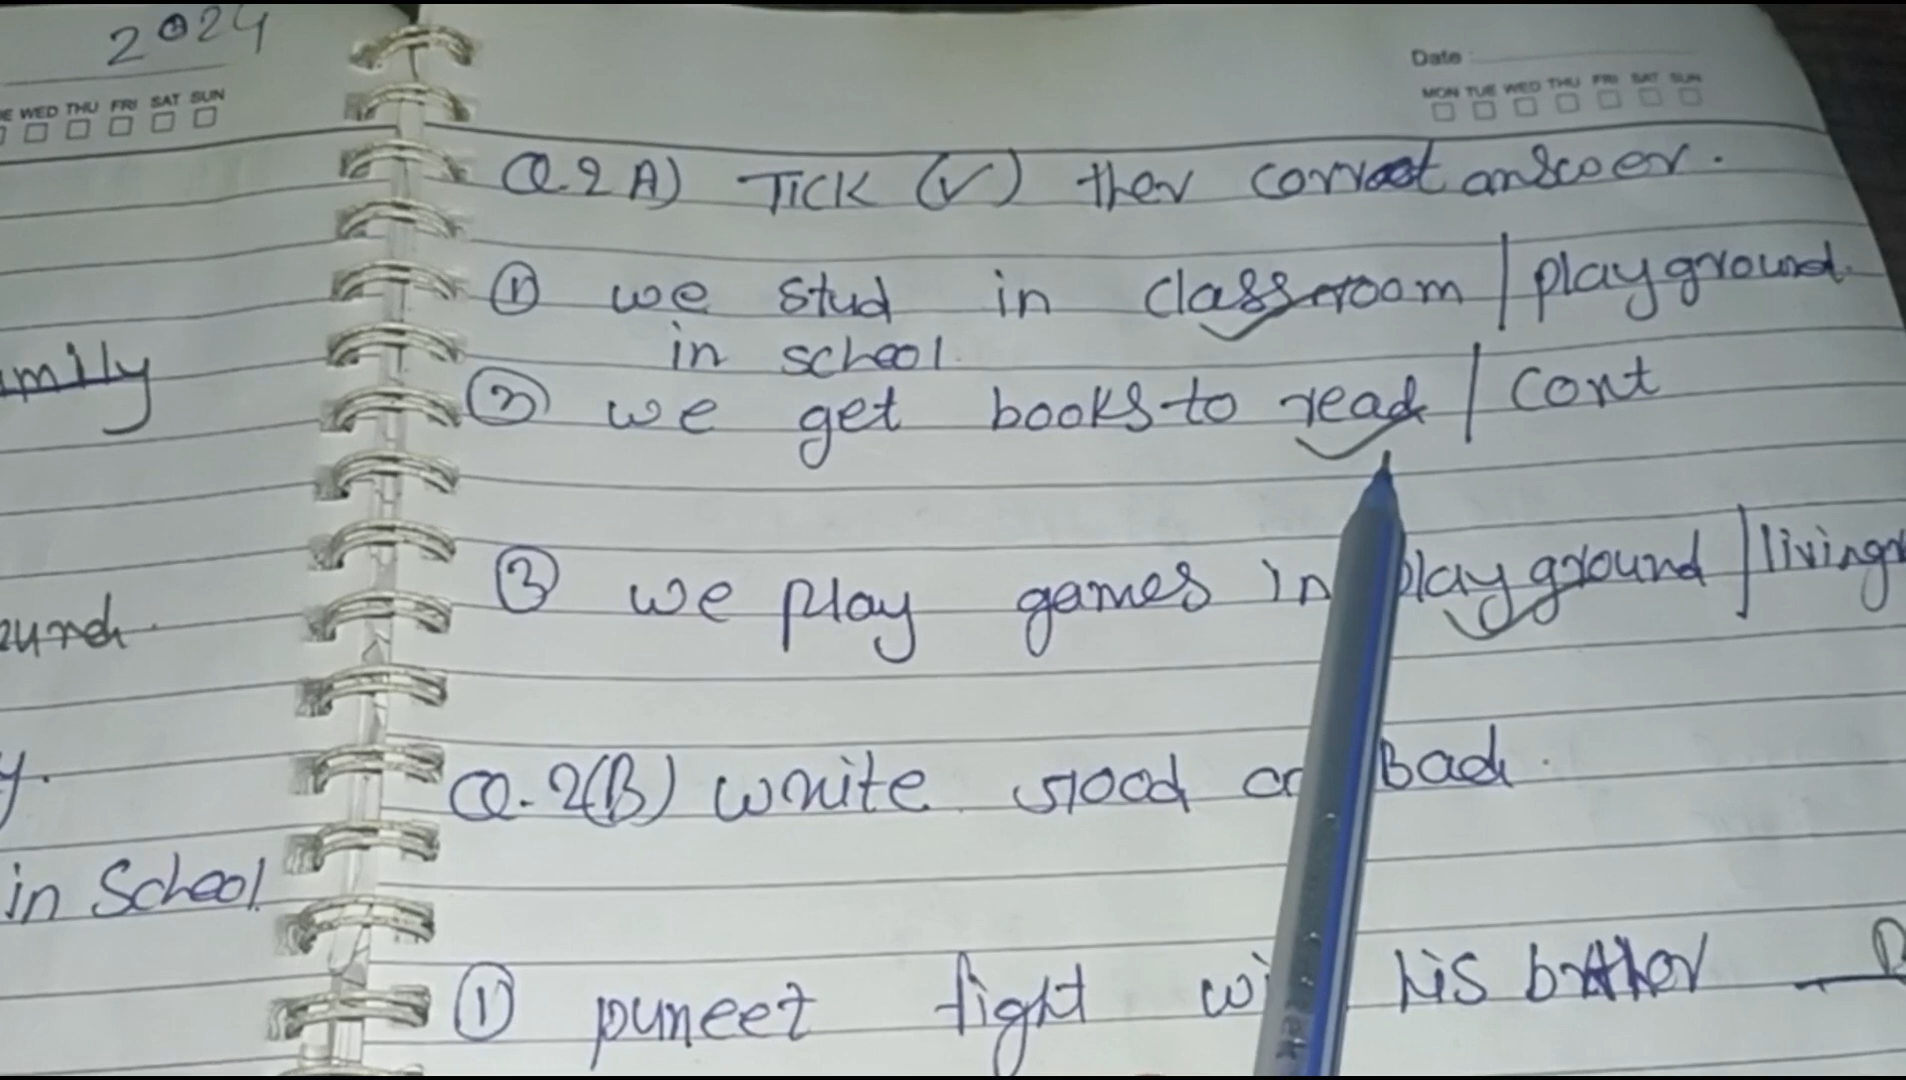 2024
E WED THU FRI SAT SUN
mily
in School
Date
MON TUE WED THU FRI SAT SUN
Q.2 A) TICK (✓) ther correct answer.
① we stud in classroom | playground
in school.
② we get books to read | Cont
③ we play games in playground | living
Q.2(B) write good or Bad.
① puneet fight wi his brother